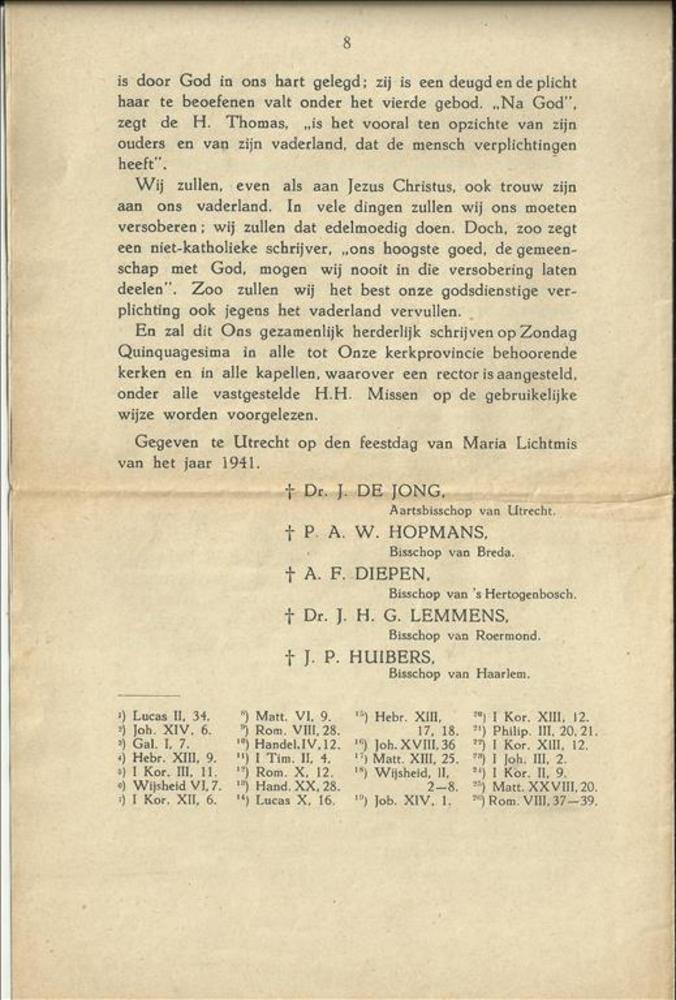 8
is door God in ons hart gelegd; zij is een deugd en de plicht
haar te beoefenen valt onder het vierde gebod. „Na God",
zegt de H. Thomas, „is het vooral ten opzichte van zijn
ouders en van zijn vaderland, dat de mensch verplichtingen
heeft".
Wij zullen, even als aan Jezus Christus, ook trouw zijn
aan ons vaderland. In vele dingen zullen wij ons moeten
versoberen; wij zullen dat edelmoedig doen. Doch, zoo zegt
een niet-katholieke schrijver, „ons hoogste goed, de gemeen-
schap met God, mogen wij nooit in die versobering laten
deelen". Zoo zullen wij het best onze godsdienstige ver-
plichting ook jegens het vaderland vervullen.
En zal dit Ons gezamenlijk herderlijk schrijven op Zondag
Quinquagesima in alle tot Onze kerkprovincie behoorende
kerken en in alle kapellen, waarover een rector is aangesteld,
onder alle vastgestelde H.H. Missen op de gebruikelijke
wijze worden voorgelezen.
Gegeven te Utrecht op den feestdag van Maria Lichtmis
van het jaar 1941.
† Dr. J. DE JONG,
Aartsbisschop van Utrecht.
† P. A. W. HOPMANS,
Bisschop van Breda.
† A. F. DIEPEN,
Bisschop van 's Hertogenbosch.
† Dr. J. H. G. LEMMENS,
Bisschop van Roermond.
† J. P. HUIBERS,
Bisschop van Haarlem.
¹) Lucas II, 34.
²) Joh. XIV, 6.
³) Gal. I, 7.
⁴) Hebr. XIII, 9.
⁵) I Kor. III, 11.
⁶) Wijsheid VI, 7.
⁷) I Kor. XII, 6.
⁸) Matt. VI, 9.
⁹) Rom. VIII, 28.
¹⁰) Handel. IV, 12.
¹¹) I Tim. II, 4.
¹²) Rom. X, 12.
¹³) Hand. XX, 28.
¹⁴) Lucas X, 16.
¹⁵) Hebr. XIII,
17, 18.
¹⁶) Joh. XVIII, 36
¹⁷) Matt. XIII, 25.
¹⁸) Wijsheid, II,
2—8.
¹⁹) Job. XIV, 1.
²⁰) I Kor. XIII, 12.
²¹) Philip. III, 20, 21.
²²) I Kor. XIII, 12.
²³) I Joh. III, 2.
²⁴) I Kor. II, 9.
²⁵) Matt. XXVIII, 20.
²⁶) Rom. VIII, 37—39.